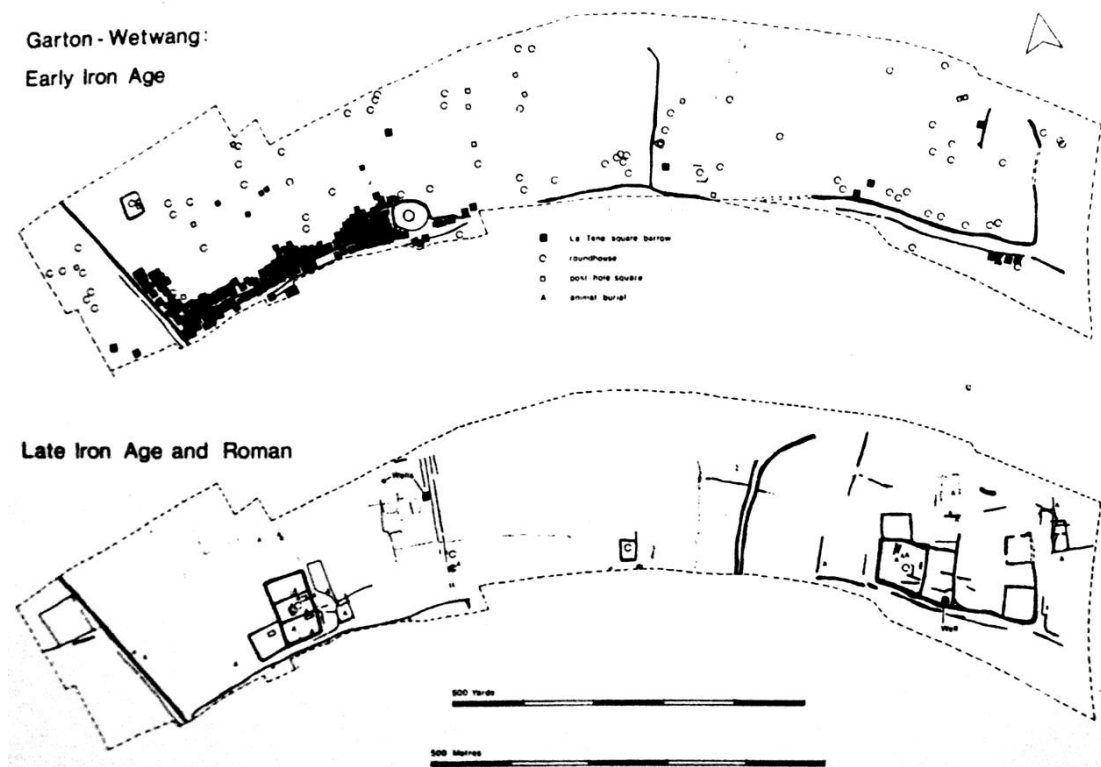 Garton-Wetwang:
Early Iron Age
La Tene square barrow
roundhouse
post hole square
animal burial
Late Iron Age and Roman
Wells
Well
500 Yards
500 Metres